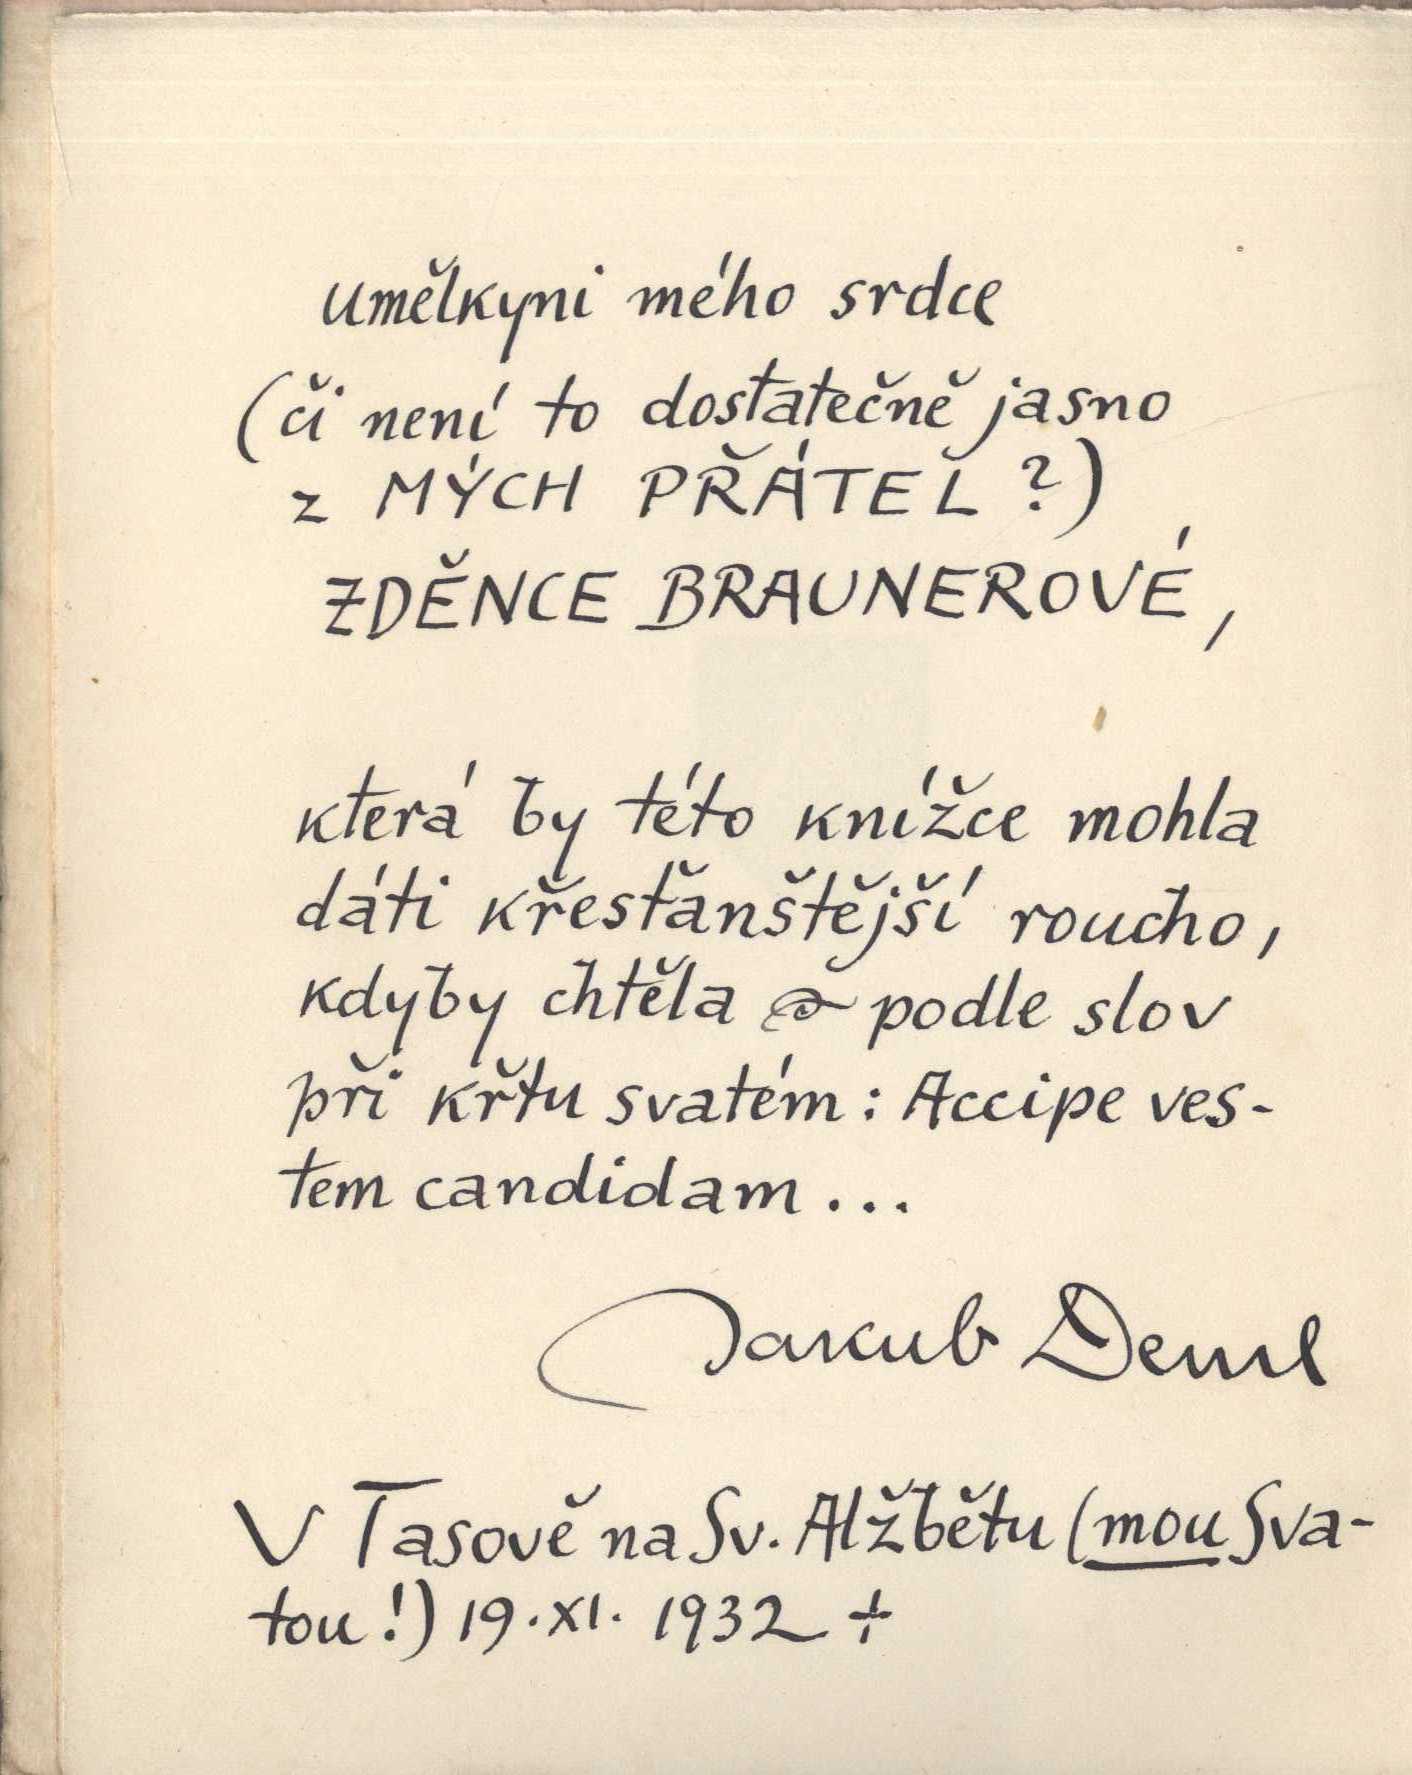 umělkyni mého srdce
(či není to dostatečně jasno
z MÝCH PŘÁTEL ?)
ZDĚNCE BRAUNEROVÉ,
která by této knížce mohla
dáti křesťanštější roucho,
kdyby chtěla podle slov
při křtu svatém: Accipe ves-
tem candidam...
Jakub Deml
V Tasově na Sv. Alžbětu (mou Sva-
tou!) 19. XI. 1932 +